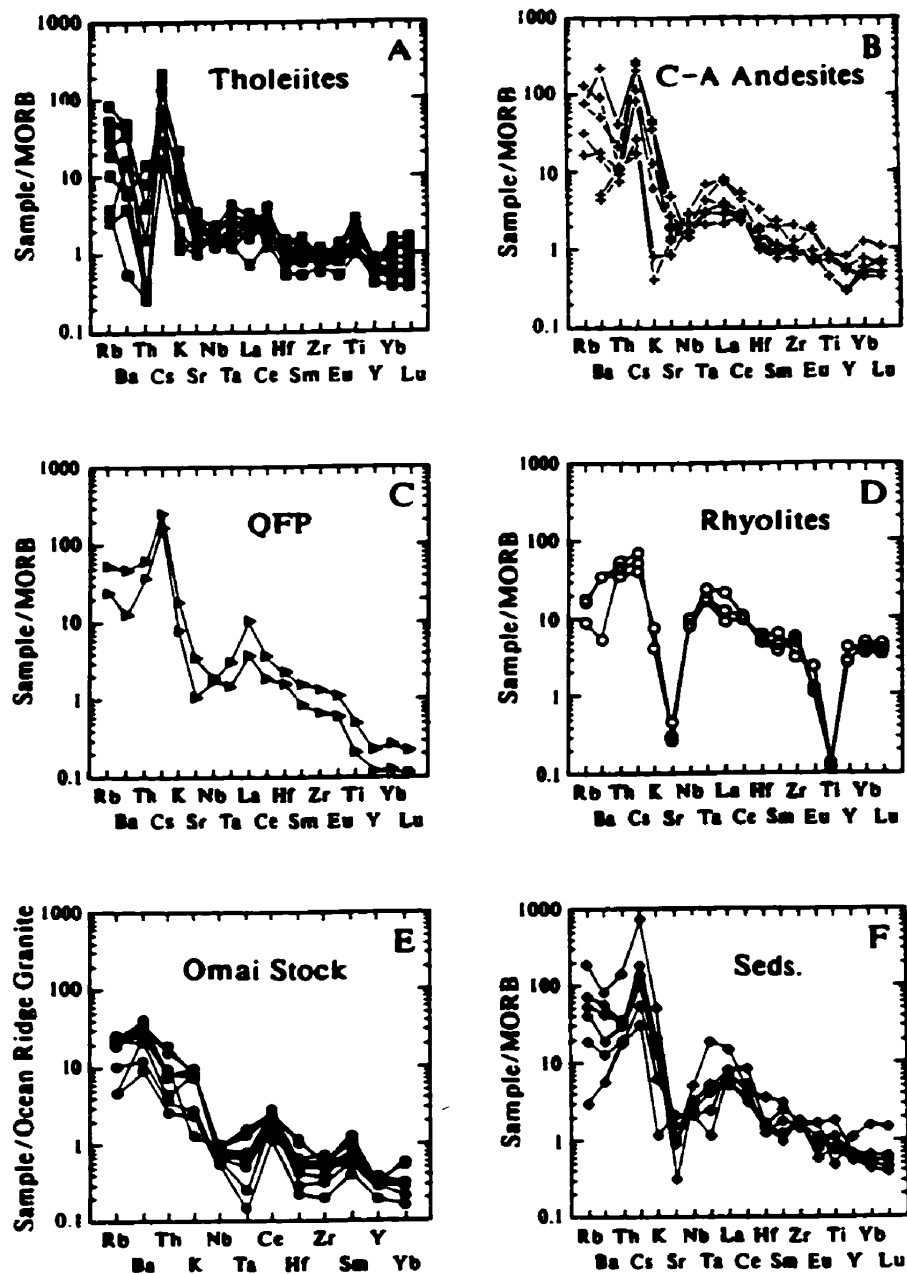 A
Tholeiites
Sample/MORB
1000
100
10
1
0.1
Rb Th K Nb La Hf Zr Ti Yb
Ba Cs Sr Ta Ce Sm Eu Y Lu
B
C-A Andesites
Sample/MORB
1000
100
10
1
0.1
Rb Th K Nb La Hf Zr Ti Yb
Ba Cs Sr Ta Ce Sm Eu Y Lu
C
QFP
Sample/MORB
1000
100
10
1
0.1
Rb Th K Nb La Hf Zr Ti Yb
Ba Cs Sr Ta Ce Sm Eu Y Lu
D
Rhyolites
Sample/MORB
1000
100
10
1
0.1
Rb Th K Nb La Hf Zr Ti Yb
Ba Cs Sr Ta Ce Sm Eu Y Lu
E
Omai Stock
Sample/Ocean Ridge Granite
1000
100
10
1
0.1
Rb Th Nb Ce Zr Y
Ba K Ta Hf Sm Yb
F
Seds.
Sample/MORB
1000
100
10
1
0.1
Rb Th K Nb La Hf Zr Ti Yb
Ba Cs Sr Ta Ce Sm Eu Y Lu